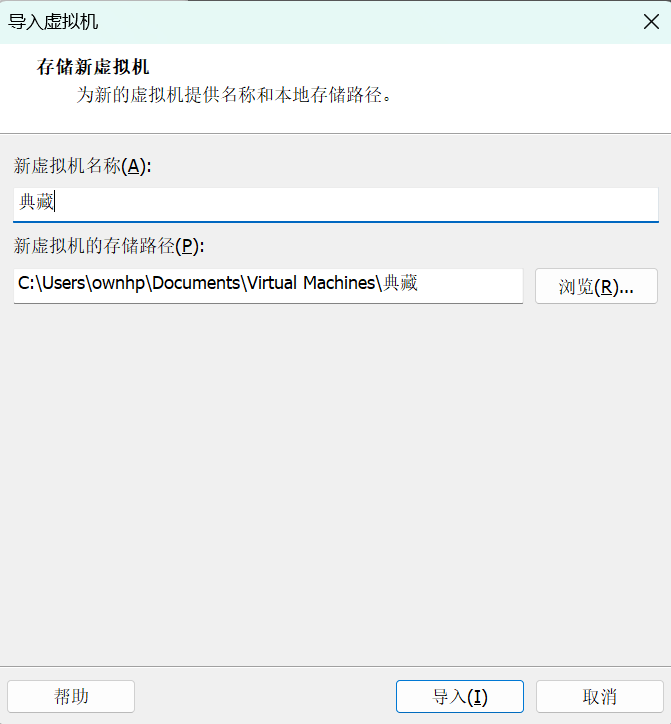 导入虚拟机
存储新虚拟机
为新的虚拟机提供名称和本地存储路径。
新虚拟机名称(A):
典藏
新虚拟机的存储路径(P):
C:\Users\ownhp\Documents\Virtual Machines\典藏
浏览(R)...
帮助
导入(I)
取消